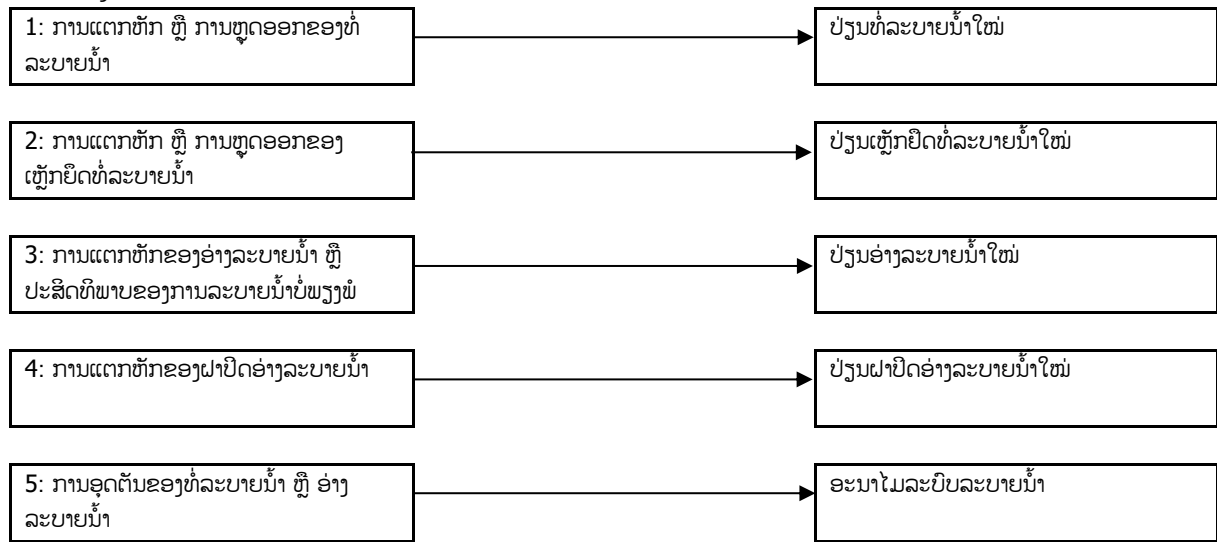 1: ການແຕກຫັກ ຫຼື ການຫຼຸດອອກຂອງທໍ່
ລະບາຍນ້ຳ
ປ່ຽນທໍ່ລະບາຍນ້ຳໃໝ່
2: ການແຕກຫັກ ຫຼື ການຫຼຸດອອກຂອງ
ເຫຼັກຍຶດທໍ່ລະບາຍນ້ຳ
ປ່ຽນເຫຼັກຍຶດທໍ່ລະບາຍນ້ຳໃໝ່
3: ການແຕກຫັກຂອງອ່າງລະບາຍນ້ຳ ຫຼື
ປະສິດທິພາບຂອງການລະບາຍນ້ຳບໍ່ພຽງພໍ
ປ່ຽນອ່າງລະບາຍນ້ຳໃໝ່
4: ການແຕກຫັກຂອງຝາປິດອ່າງລະບາຍນ້ຳ
ປ່ຽນຝາປິດອ່າງລະບາຍນ້ຳໃໝ່
5: ການອຸດຕັນຂອງທໍ່ລະບາຍນ້ຳ ຫຼື ອ່າງ
ລະບາຍນ້ຳ
ອະນາໄມລະບົບລະບາຍນ້ຳ